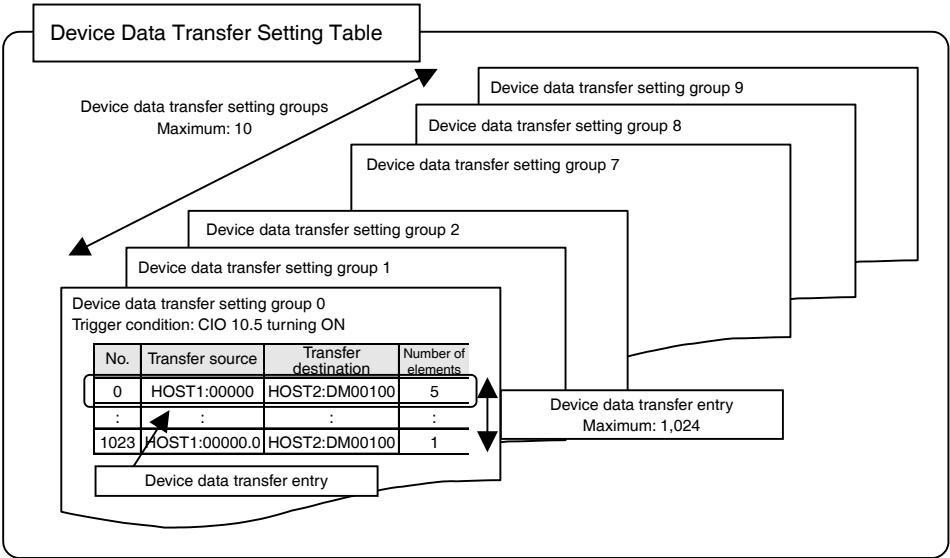 Device Data Transfer Setting Table
Device data transfer setting groups
Maximum: 10
Device data transfer setting group 9
Device data transfer setting group 8
Device data transfer setting group 7
Device data transfer setting group 2
Device data transfer setting group 1
Device data transfer setting group 0
Trigger condition: CIO 10.5 turning ON
No. Transfer source Transfer destination Number of elements
0 HOST1:00000 HOST2:DM00100 5
: : : :
1023 HOST1:00000.0 HOST2:DM00100 1
Device data transfer entry
Maximum: 1,024
Device data transfer entry